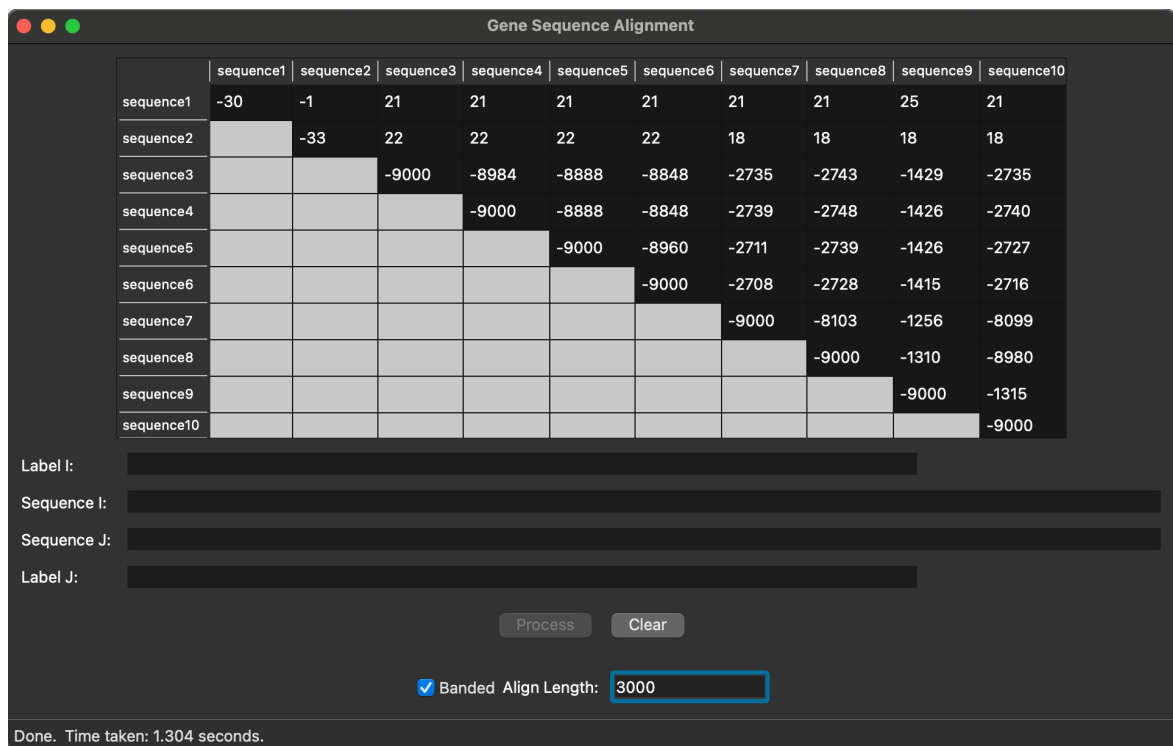 Gene Sequence Alignment
sequence1 sequence2 sequence3 sequence4 sequence5 sequence6 sequence7 sequence8 sequence9 sequence10
sequence1 -30 -1 21 21 21 21 21 21 25 21
sequence2 -33 22 22 22 22 18 18 18 18
sequence3 -9000 -8984 -8888 -8848 -2735 -2743 -1429 -2735
sequence4 -9000 -8888 -8848 -2739 -2748 -1426 -2740
sequence5 -9000 -8960 -2711 -2739 -1426 -2727
sequence6 -9000 -2708 -2728 -1415 -2716
sequence7 -9000 -8103 -1256 -8099
sequence8 -9000 -1310 -8980
sequence9 -9000 -1315
sequence10 -9000
Label I:
Sequence I:
Sequence J:
Label J:
Process Clear
Banded Align Length: 3000
Done. Time taken: 1.304 seconds.